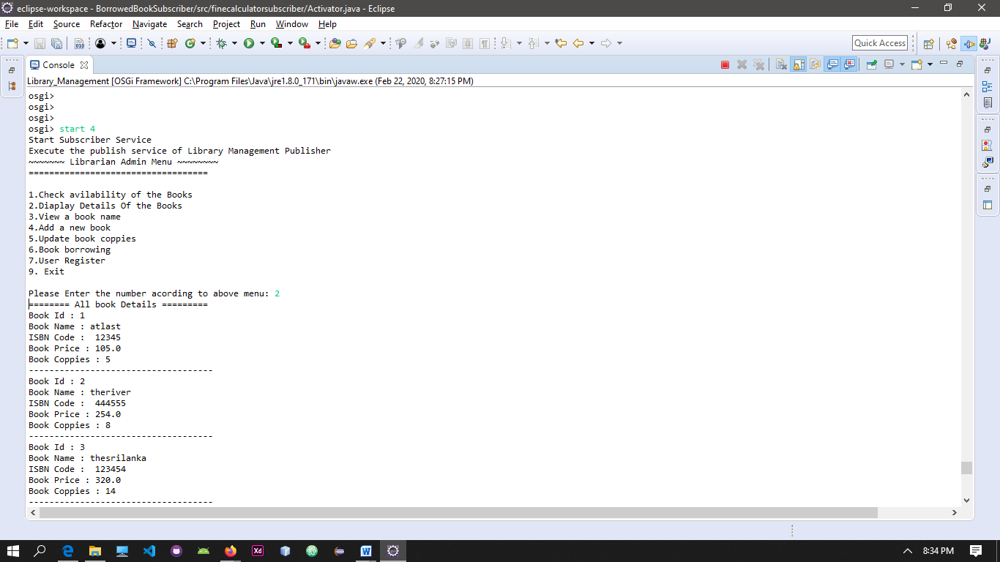 eclipse-workspace - BorrowedBookSubscriber/src/finecalculatorsubscriber/Activator.java - Eclipse
File Edit Source Refactor Navigate Search Project Run Window Help
Quick Access
Console
Library_Management [OSGi Framework] C:\Program Files\Java\jre1.8.0_171\bin\javaw.exe (Feb 22, 2020, 8:27:15 PM)
osgi>
osgi>
osgi>
osgi> start 4
Start Subscriber Service
Execute the publish service of Library Management Publisher
~~~~~~~ Librarian Admin Menu ~~~~~~~~
===================================
1.Check avilability of the Books
2.Diaplay Details Of the Books
3.View a book name
4.Add a new book
5.Update book coppies
6.Book borrowing
7.User Register
9. Exit
Please Enter the number acording to above menu: 2
======== All book Details =========
Book Id : 1
Book Name : atlast
ISBN Code :  12345
Book Price : 105.0
Book Coppies : 5
------------------------------------
Book Id : 2
Book Name : theriver
ISBN Code :  444555
Book Price : 254.0
Book Coppies : 8
------------------------------------
Book Id : 3
Book Name : thesrilanka
ISBN Code :  123454
Book Price : 320.0
Book Coppies : 14
------------------------------------
Xd
8:34 PM